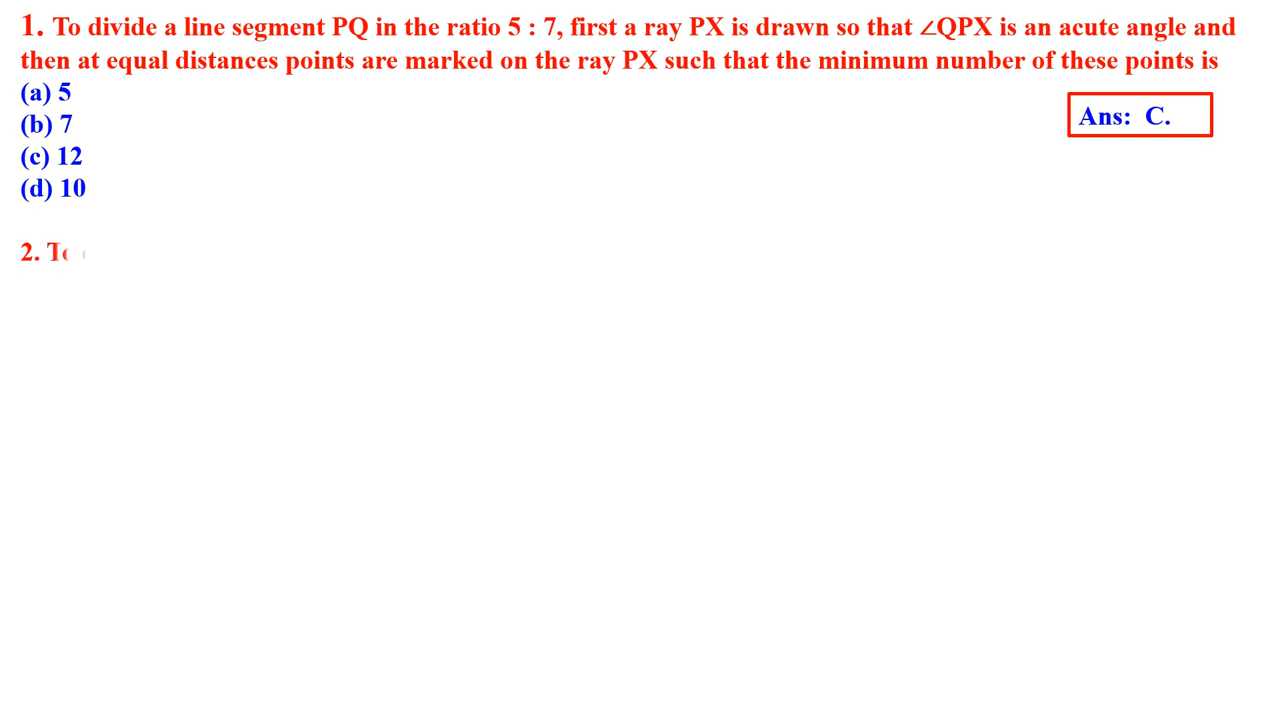 1. To divide a line segment PQ in the ratio 5 : 7, first a ray PX is drawn so that ∠QPX is an acute angle and
then at equal distances points are marked on the ray PX such that the minimum number of these points is
(a) 5
Ans: C.
(b) 7
(c) 12
(d) 10
2. To